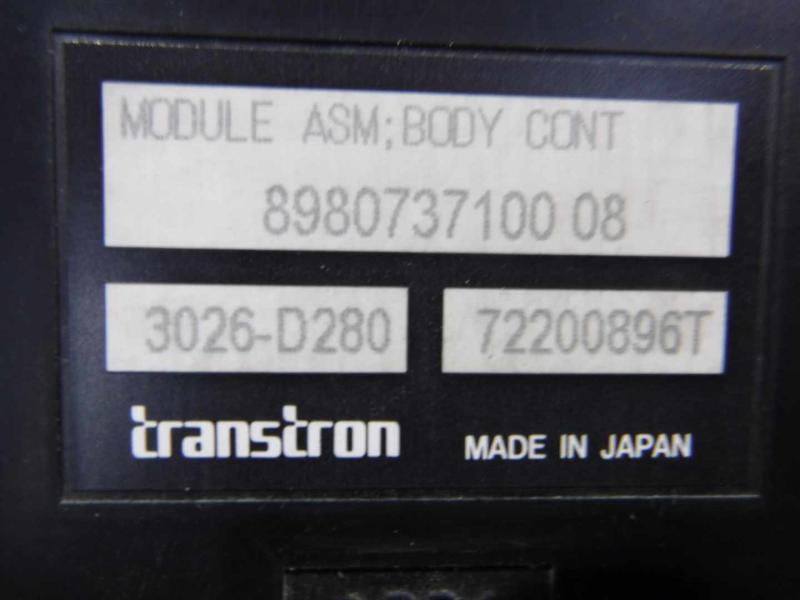 MODULE ASM;BODY CONT
8980737100 08
3026-D280
72200896T
transtron
MADE IN JAPAN